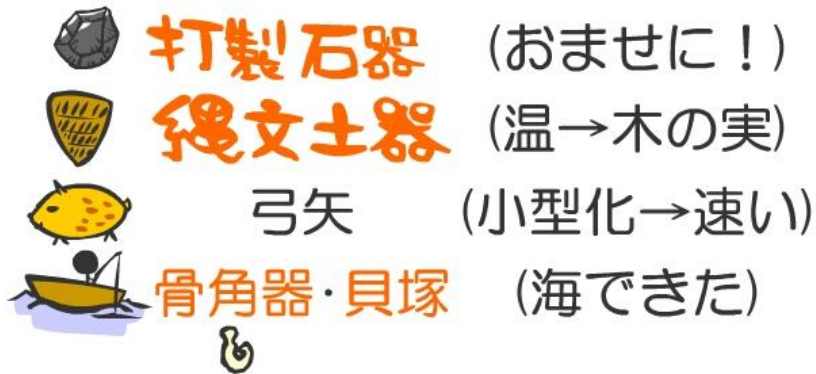 打製石器 (おませに！)
縄文土器 (温→木の実)
弓矢 (小型化→速い)
骨角器・貝塚 (海できた)